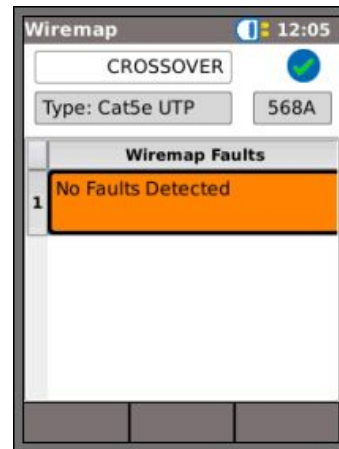 Wiremap 12:05
CROSSOVER
Type: Cat5e UTP 568A
Wiremap Faults
1 No Faults Detected